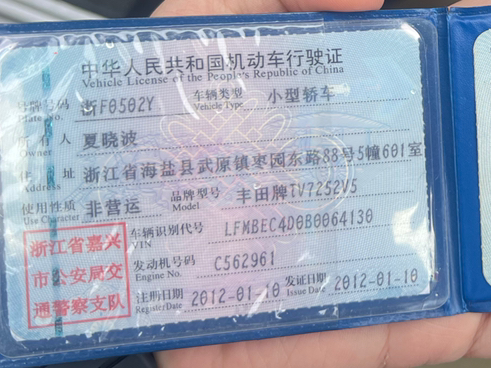 中华人民共和国机动车行驶证
Vehicle License of the People's Republic of China
号牌号码 浙F0502Y 车辆类型 小型轿车
Plate No. Vehicle Type
所有人 夏晓波
Owner
住址 浙江省海盐县武原镇枣园东路88号5幢601室
Address
使用性质 非营运 品牌型号 丰田牌TV7252V5
Use Character Model
浙江省嘉兴
市公安局交
通警察支队
车辆识别代号 LFMBEC4D0B0064130
VIN
发动机号码 C562961
Engine No.
注册日期 2012-01-10 发证日期 2012-01-10
Register Date Issue Date